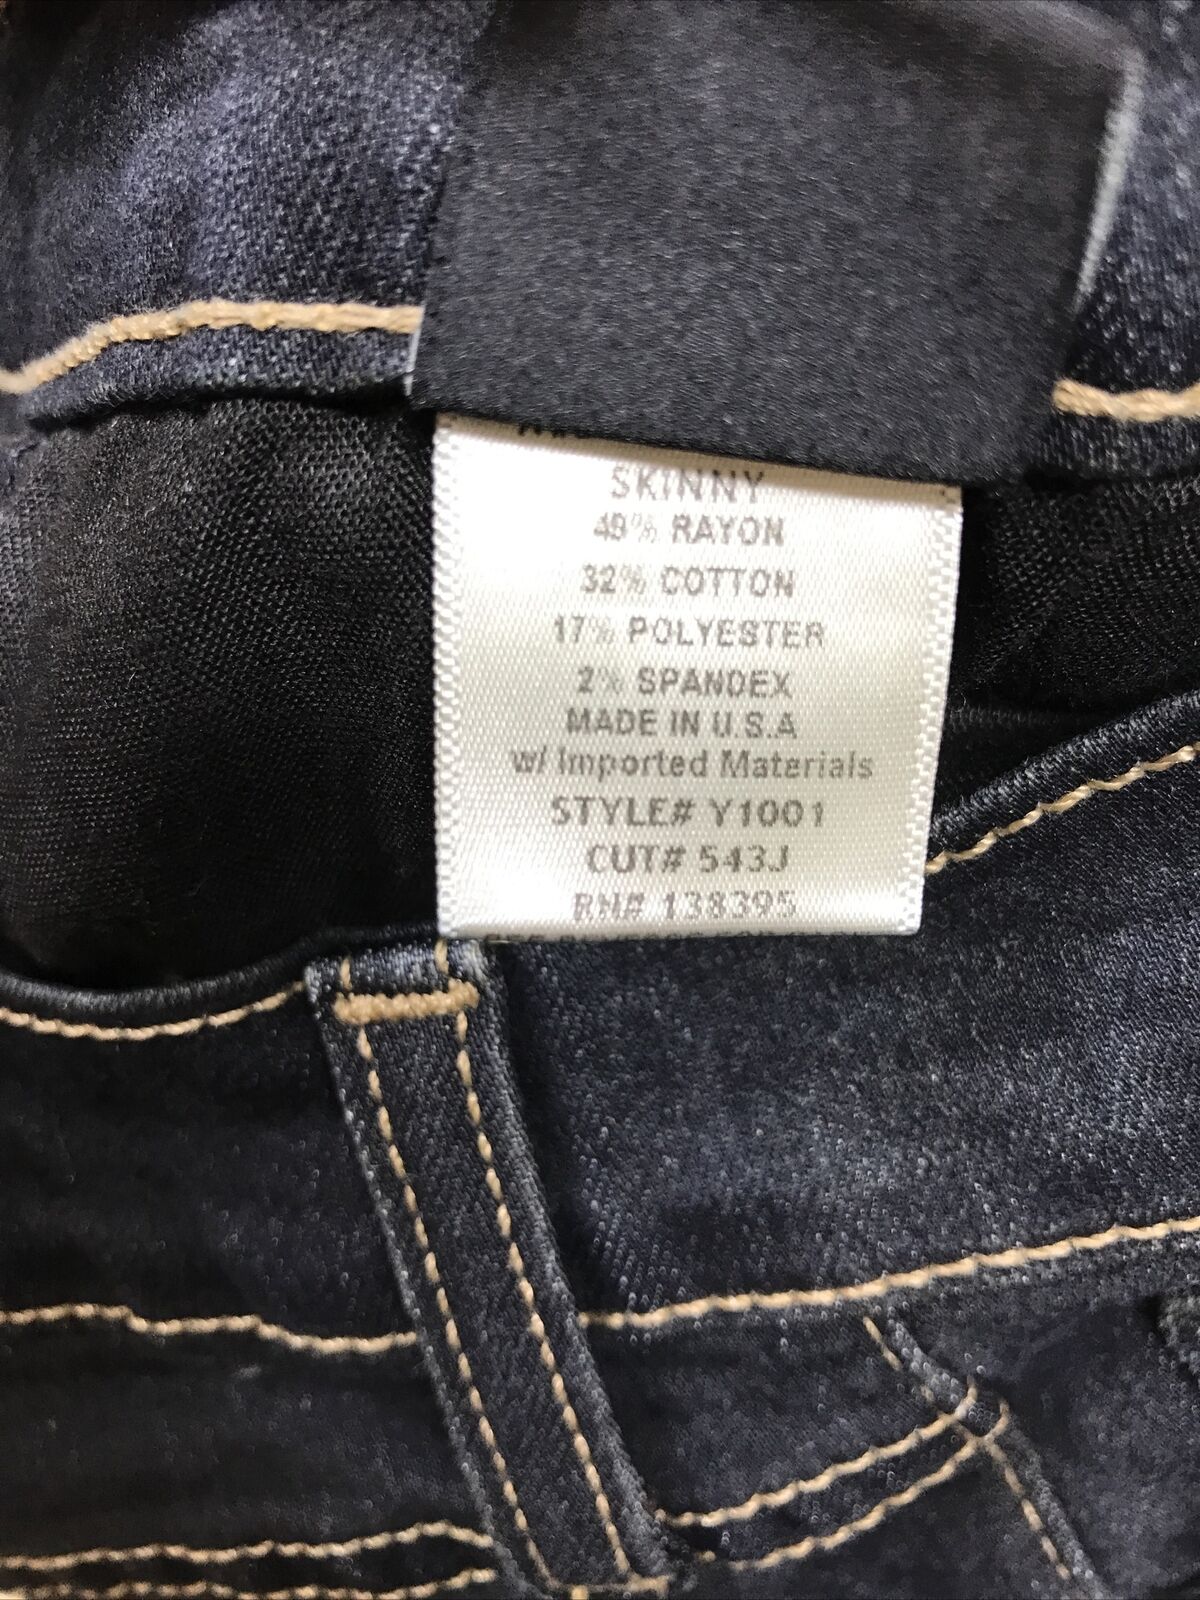 SKINNY
49% RAYON
32% COTTON
17% POLYESTER
2% SPANDEX
MADE IN U.S.A
w/ Imported Materials
STYLE# Y1001
CUT# 543J
RN# 138395